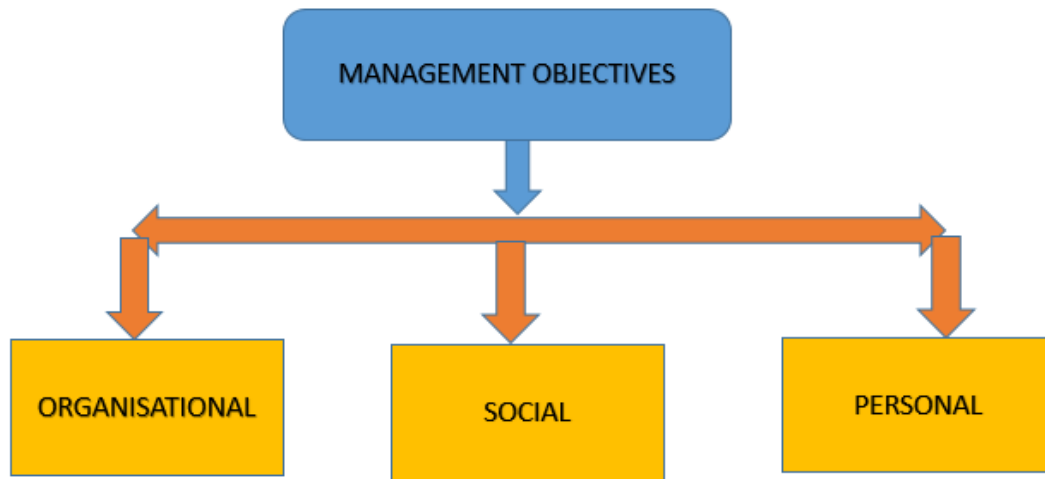 MANAGEMENT OBJECTIVES
ORGANISATIONAL
SOCIAL
PERSONAL